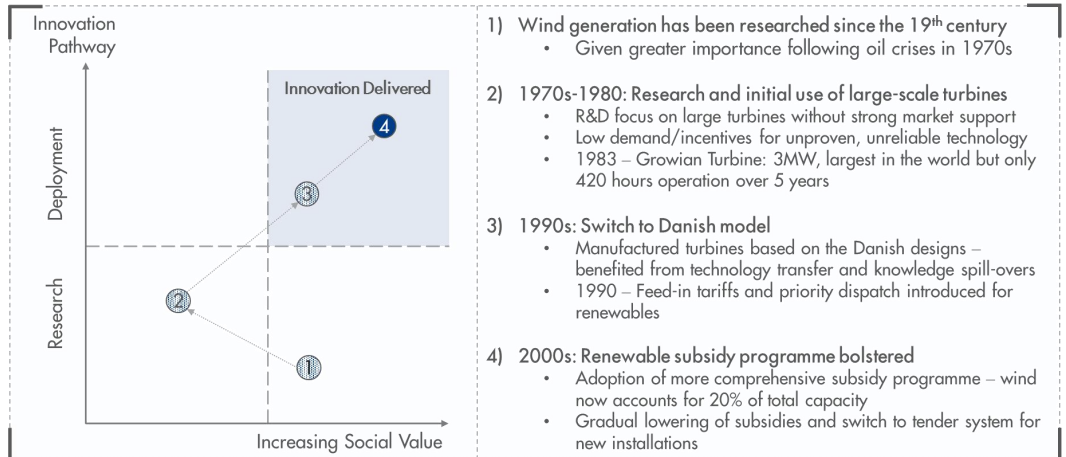 Innovation
Pathway
Deployment
Research
Innovation Delivered
4
3
2
1
Increasing Social Value
1) Wind generation has been researched since the 19th century
• Given greater importance following oil crises in 1970s
2) 1970s-1980: Research and initial use of large-scale turbines
• R&D focus on large turbines without strong market support
• Low demand/incentives for unproven, unreliable technology
• 1983 – Growian Turbine: 3MW, largest in the world but only
420 hours operation over 5 years
3) 1990s: Switch to Danish model
• Manufactured turbines based on the Danish designs –
benefited from technology transfer and knowledge spill-overs
• 1990 – Feed-in tariffs and priority dispatch introduced for
renewables
4) 2000s: Renewable subsidy programme bolstered
• Adoption of more comprehensive subsidy programme – wind
now accounts for 20% of total capacity
• Gradual lowering of subsidies and switch to tender system for
new installations